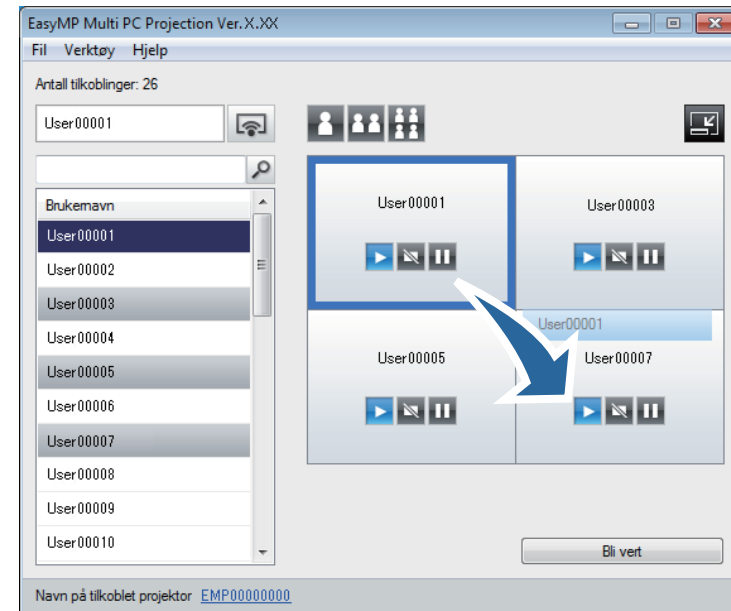 EasyMP Multi PC Projection Ver.X.XX
Fil Verktøy Hjelp
Antall tilkoblinger: 26
User00001
Brukernavn
User00001
User00002
User00003
User00004
User00005
User00006
User00007
User00008
User00009
User00010
User00001
User00003
User00001
User00005
User00007
Bli vert
Navn på tilkoblet projektor EMP00000000